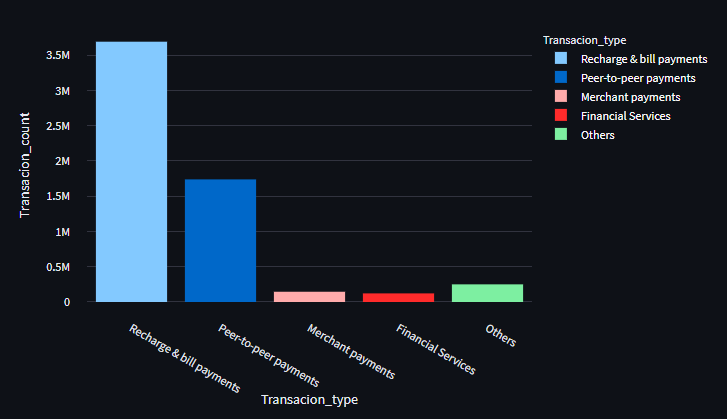 Transacion_type
Recharge & bill payments
Peer-to-peer payments
Merchant payments
Financial Services
Others
3.5M
3M
2.5M
2M
1.5M
1M
0.5M
0
Transacion_count
Recharge & bill payments
Peer-to-peer payments
Merchant payments
Financial Services
Others
Transacion_type